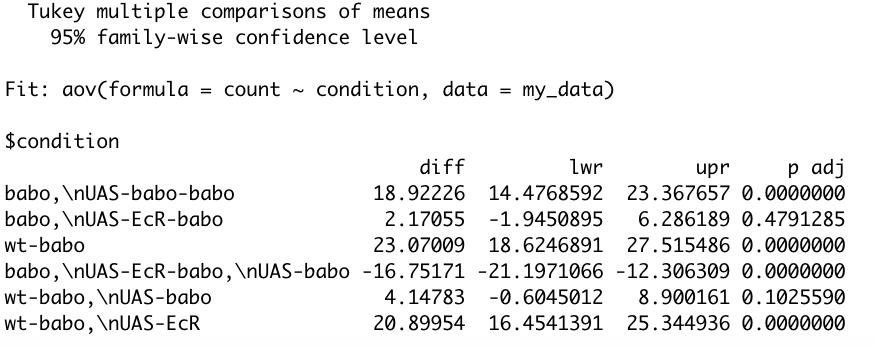 Tukey multiple comparisons of means
95% family-wise confidence level
Fit: aov(formula = count ~ condition, data = my_data)
$condition
diff lwr upr p adj
babo,\nUAS-babo-babo 18.92226 14.4768592 23.367657 0.0000000
babo,\nUAS-EcR-babo 2.17055 -1.9450895 6.286189 0.4791285
wt-babo 23.07009 18.6246891 27.515486 0.0000000
babo,\nUAS-EcR-babo,\nUAS-babo -16.75171 -21.1971066 -12.306309 0.0000000
wt-babo,\nUAS-babo 4.14783 -0.6045012 8.900161 0.1025590
wt-babo,\nUAS-EcR 20.89954 16.4541391 25.344936 0.0000000